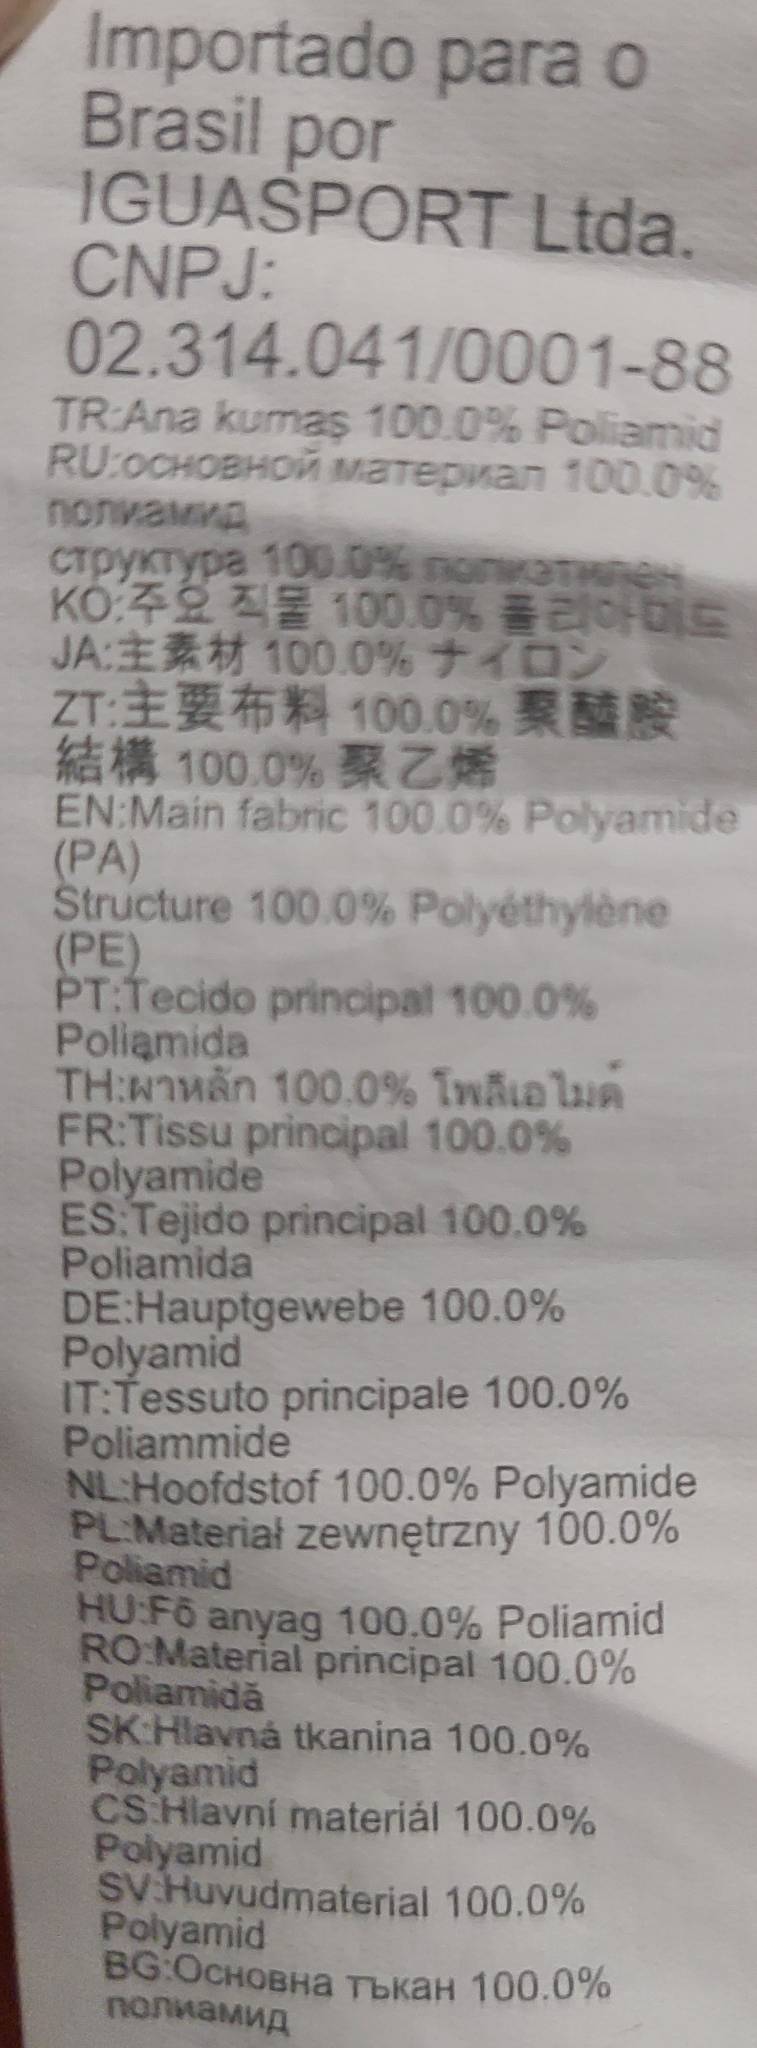 Importado para o
Brasil por
IGUASPORT Ltda.
CNPJ:
02.314.041/0001-88
TR:Ana kumaş 100.0% Poliamid
RU:основной материал 100.0%
полиамид
структура 100.0% полиэтилен
KO:주요 직물 100.0% 폴리아미드
JA:主素材 100.0% ナイロン
ZT:主要布料 100.0% 聚醯胺
結構 100.0% 聚乙烯
EN:Main fabric 100.0% Polyamide
(PA)
Structure 100.0% Polyéthylène
(PE)
PT:Tecido principal 100.0%
Poliamida
TH:ผาหลัก 100.0% โพลีเอไมด์
FR:Tissu principal 100.0%
Polyamide
ES:Tejido principal 100.0%
Poliamida
DE:Hauptgewebe 100.0%
Polyamid
IT:Tessuto principale 100.0%
Poliammide
NL:Hoofdstof 100.0% Polyamide
PL:Materiał zewnętrzny 100.0%
Poliamid
HU:Fő anyag 100.0% Poliamid
RO:Material principal 100.0%
Poliamidă
SK:Hlavná tkanina 100.0%
Polyamid
CS:Hlavní materiál 100.0%
Polyamid
SV:Huvudmaterial 100.0%
Polyamid
BG:Основна тъкан 100.0%
полиамид